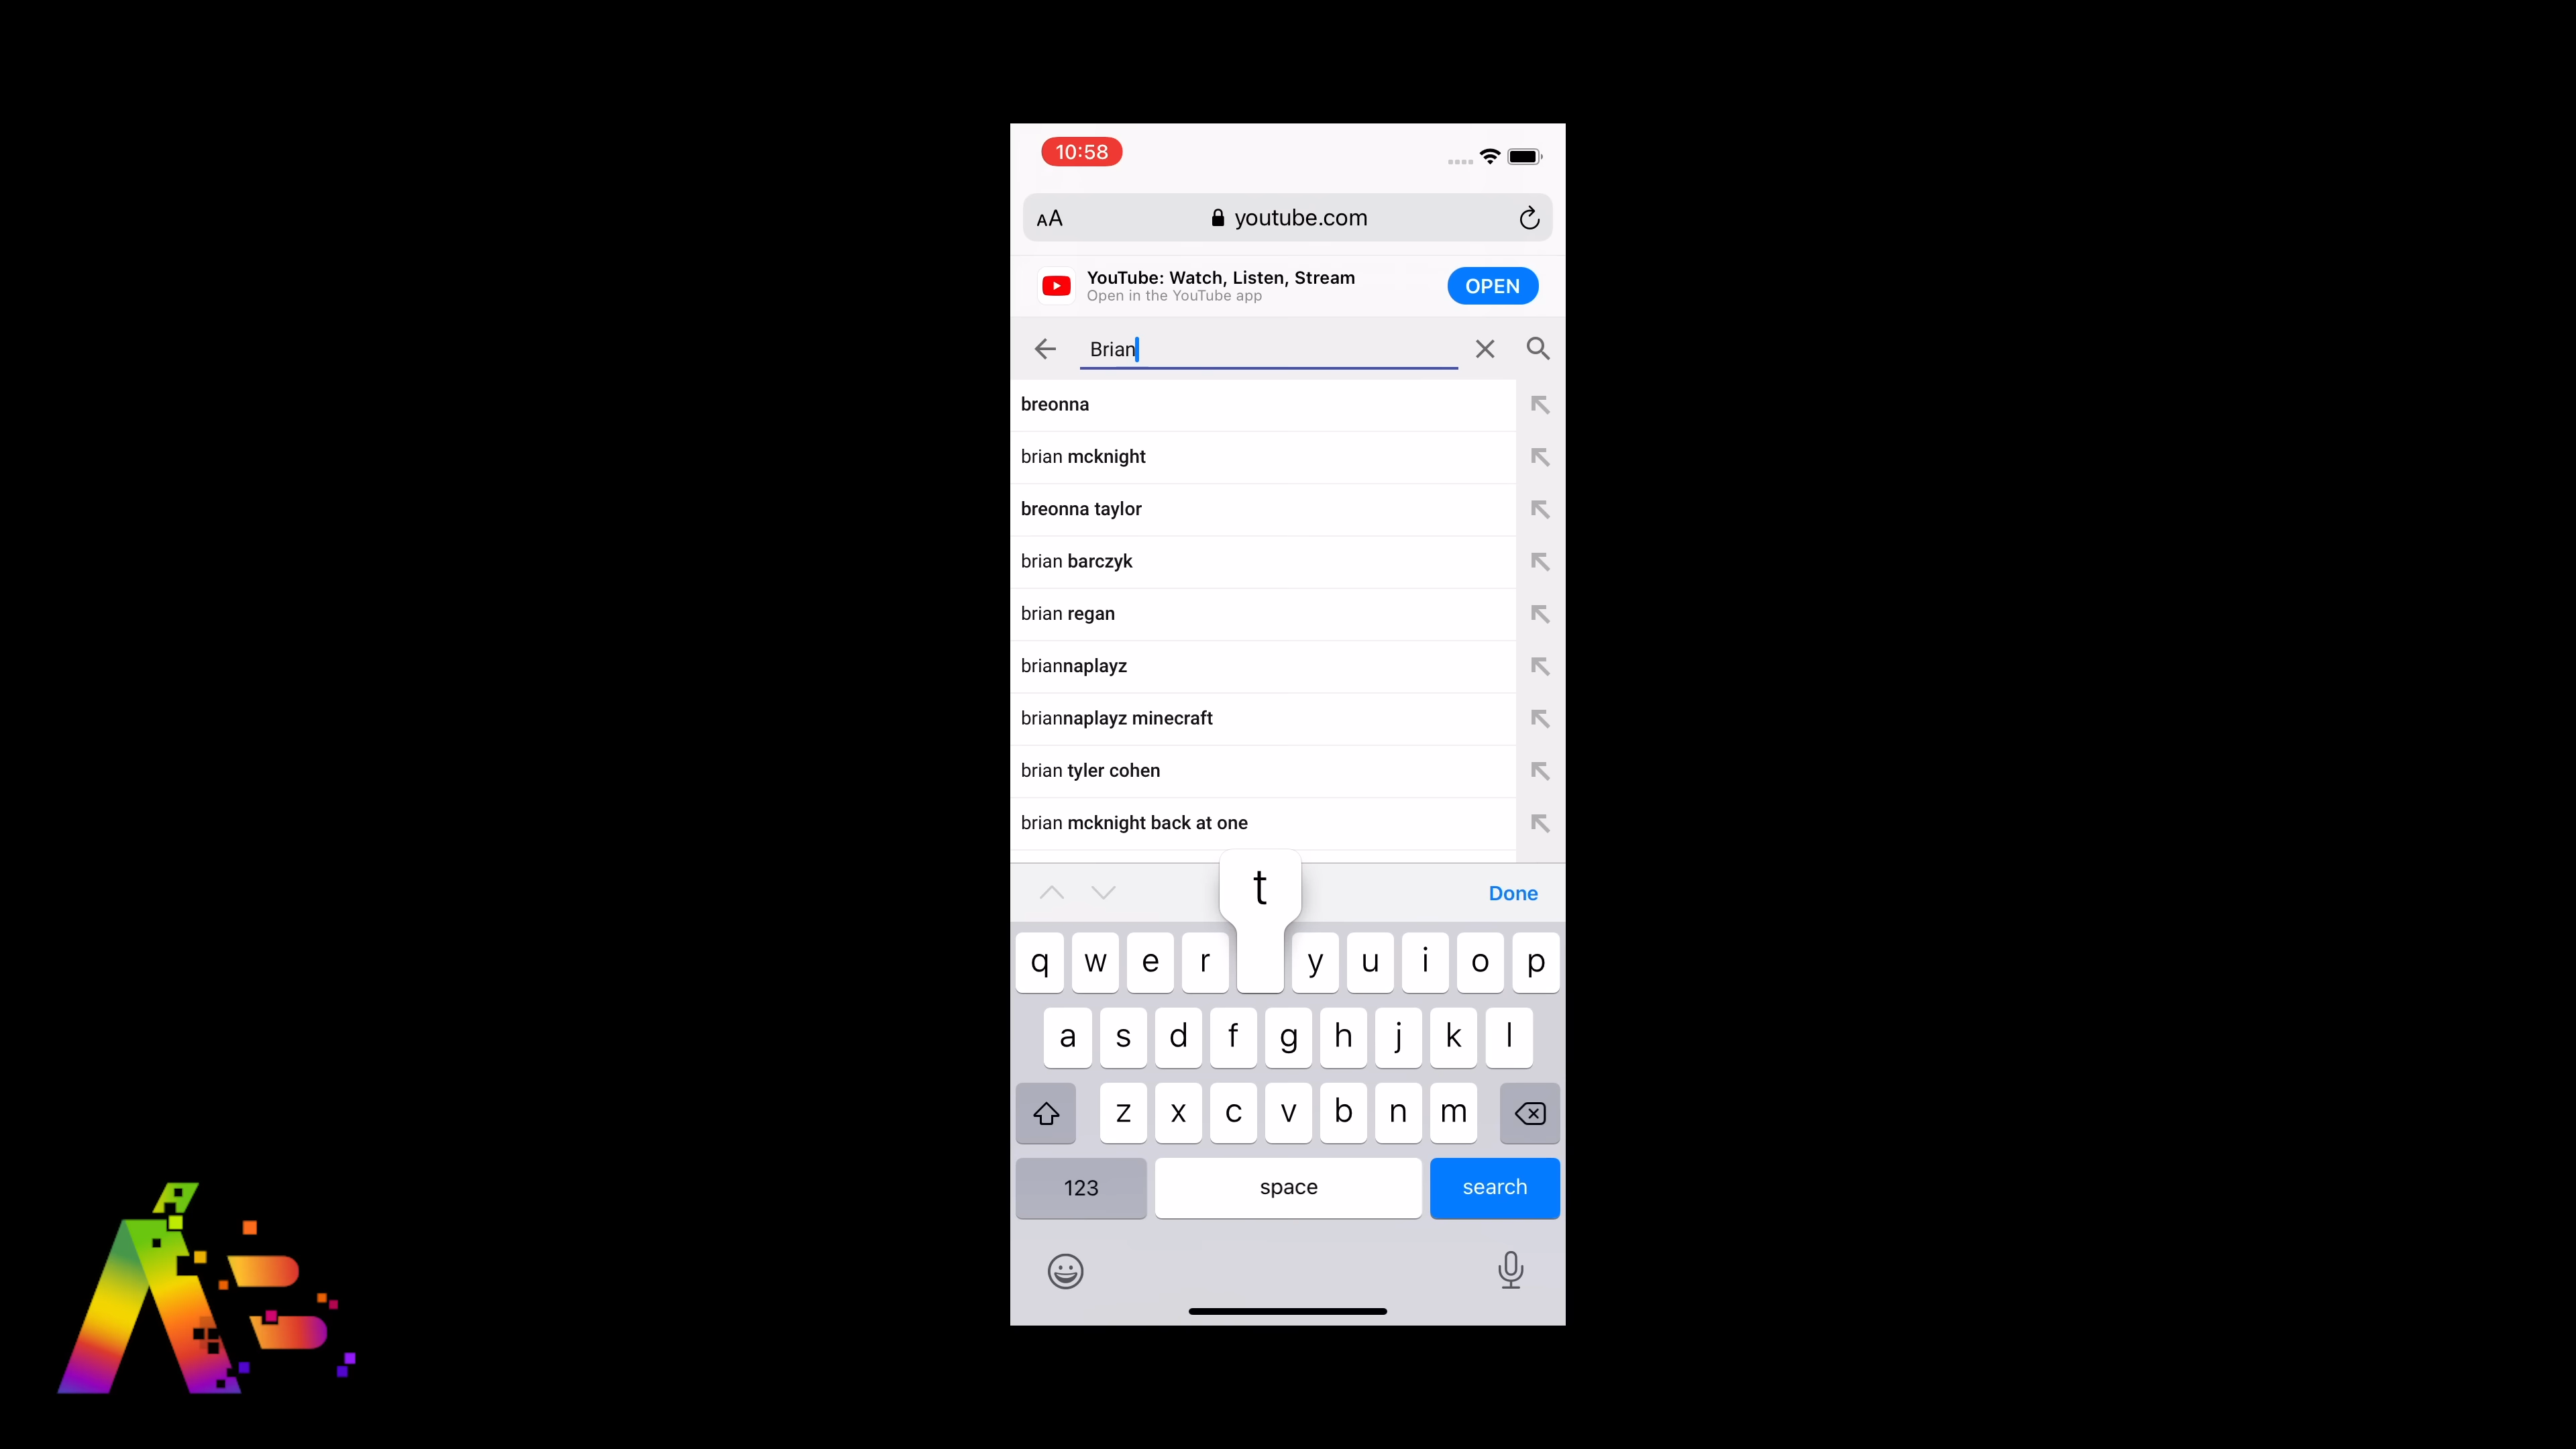 10:58
AA
youtube.com
YouTube: Watch, Listen, Stream
Open in the YouTube app
OPEN
Brian
breonna
brian mcknight
breonna taylor
brian barczyk
brian regan
briannaplayz
briannaplayz minecraft
brian tyler cohen
brian mcknight back at one
t
Done
q w e r y u i o p
a s d f g h j k l
z x c v b n m
123 space search